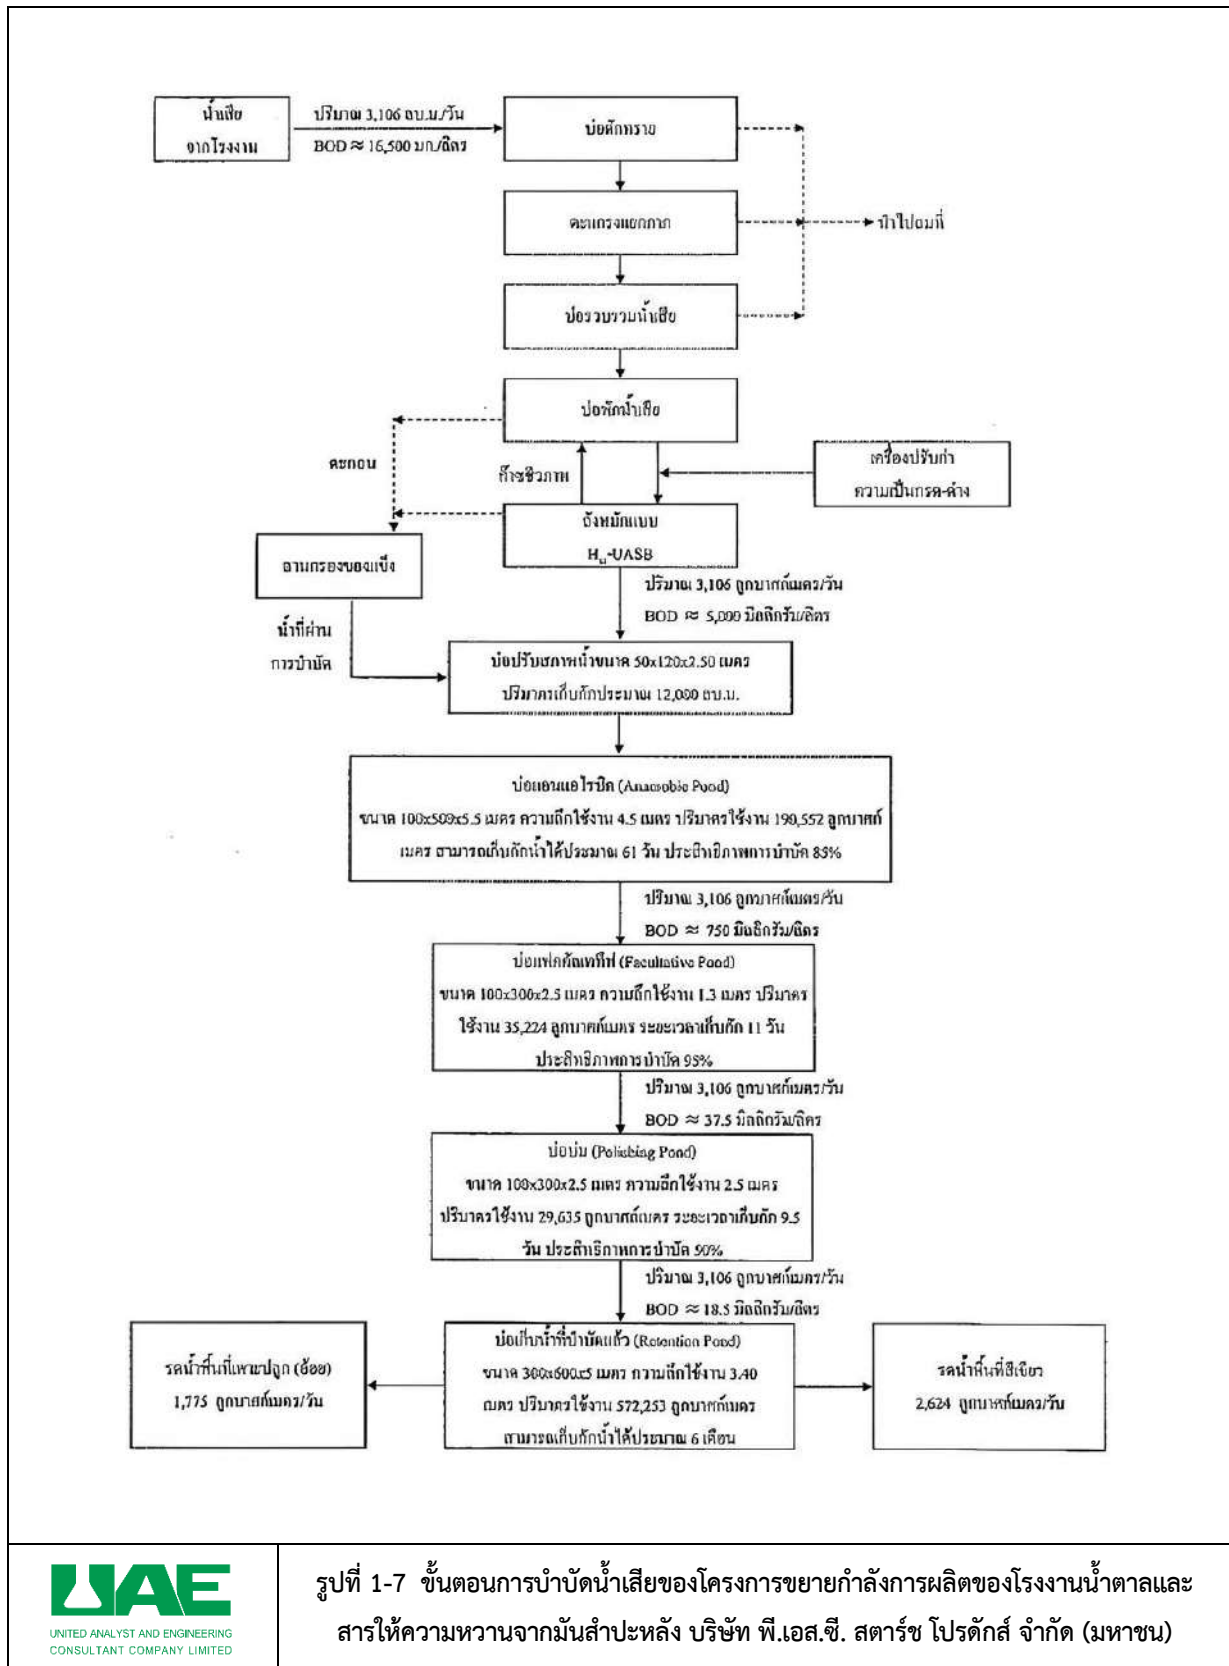 น้ำเสีย
จากโรงงาน
ปริมาณ 3,106 ลบ.ม./วัน
BOD ≈ 16,500 มก./ลิตร
บ่อดักทราย
ตะแกรงแยกกาก
นำไปถมที่
บ่อรวบรวมน้ำเสีย
บ่อพักน้ำเสีย
ตะกอน
ก๊าซชีวภาพ
เครื่องปรับค่า
ความเป็นกรด-ด่าง
ถังหมักแบบ
-UASB
ลานกรองของแข็ง
ปริมาณ 3,106 ลูกบาศก์เมตร/วัน
BOD ≈ 5,000 มิลลิกรัม/ลิตร
น้ำที่ผ่าน
การบำบัด
บ่อปรับสภาพน้ำขนาด 50x120x2.50 เมตร
ปริมาตรเก็บกักประมาณ 12,000 ลบ.ม.
บ่อแอนแอโรบิค (Anaerobic Pond)
ขนาด 100x500x5.5 เมตร ความลึกใช้งาน 4.5 เมตร ปริมาตรใช้งาน 190,552 ลูกบาศก์
เมตร สามารถเก็บกักน้ำได้ประมาณ 61 วัน ประสิทธิภาพการบำบัด 85%
ปริมาณ 3,106 ลูกบาศก์เมตร/วัน
BOD ≈ 750 มิลลิกรัม/ลิตร
บ่อแฟคคัลเททีฟ (Facultative Pond)
ขนาด 100x300x2.5 เมตร ความลึกใช้งาน 1.3 เมตร ปริมาตร
ใช้งาน 35,224 ลูกบาศก์เมตร ระยะเวลาเก็บกัก 11 วัน
ประสิทธิภาพการบำบัด 95%
ปริมาณ 3,106 ลูกบาศก์เมตร/วัน
BOD ≈ 37.5 มิลลิกรัม/ลิตร
บ่อบ่ม (Polishing Pond)
ขนาด 100x300x2.5 เมตร ความลึกใช้งาน 2.5 เมตร
ปริมาตรใช้งาน 29,635 ลูกบาศก์เมตร ระยะเวลาเก็บกัก 9.5
วัน ประสิทธิภาพการบำบัด 50%
ปริมาณ 3,106 ลูกบาศก์เมตร/วัน
BOD ≈ 18.5 มิลลิกรัม/ลิตร
รดน้ำพื้นที่เพาะปลูก (อ้อย)
1,775 ลูกบาศก์เมตร/วัน
บ่อเก็บน้ำที่บำบัดแล้ว (Retention Pond)
ขนาด 300x600x5 เมตร ความลึกใช้งาน 3.40
เมตร ปริมาตรใช้งาน 572,253 ลูกบาศก์เมตร
สามารถเก็บกักน้ำได้ประมาณ 6 เดือน
รดน้ำพื้นที่สีเขียว
2,624 ลูกบาศก์เมตร/วัน
UAE
UNITED ANALYST AND ENGINEERING
CONSULTANT COMPANY LIMITED
รูปที่ 1-7 ขั้นตอนการบำบัดน้ำเสียของโครงการขยายกำลังการผลิตของโรงงานน้ำตาลและ
สารให้ความหวานจากมันสำปะหลัง บริษัท พี.เอส.ซี. สตาร์ช โปรดักส์ จำกัด (มหาชน)